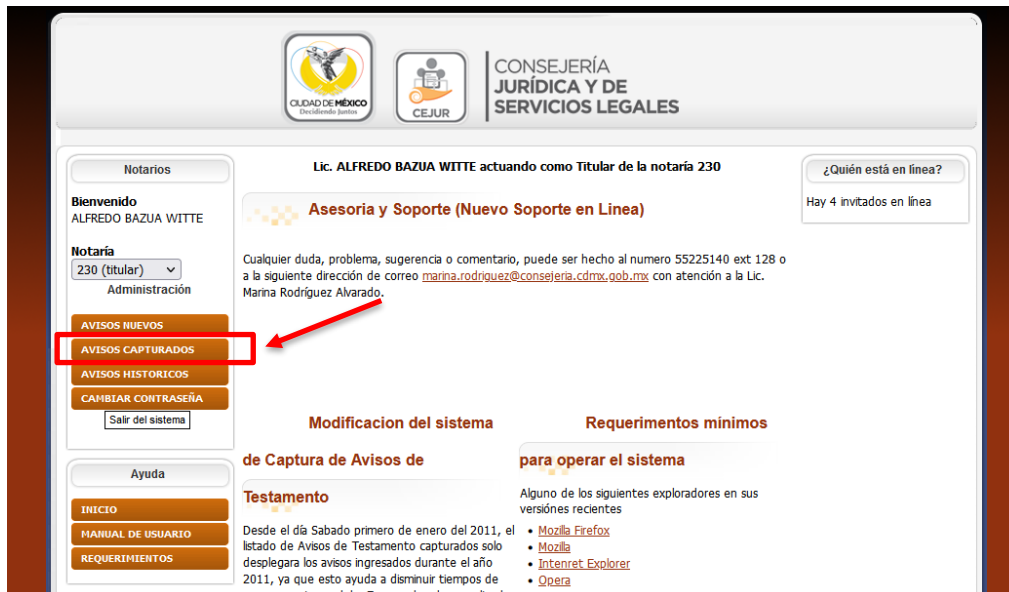 CIUDAD DE MÉXICO
Decidiendo Juntos
CEJUR
CONSEJERÍA
JURÍDICA Y DE
SERVICIOS LEGALES
Notarios
Bienvenido
ALFREDO BAZUA WITTE
Notaría
230 (titular)
Administración
AVISOS NUEVOS
AVISOS CAPTURADOS
AVISOS HISTORICOS
CAMBIAR CONTRASEÑA
Salir del sistema
Ayuda
INICIO
MANUAL DE USUARIO
REQUERIMIENTOS
Lic. ALFREDO BAZUA WITTE actuando como Titular de la notaría 230
Asesoria y Soporte (Nuevo Soporte en Linea)
Cualquier duda, problema, sugerencia o comentario, puede ser hecho al numero 55225140 ext 128 o
a la siguiente dirección de correo marina.rodriguez@consejeria.cdmx.gob.mx con atención a la Lic.
Marina Rodríguez Alvarado.
Modificacion del sistema
de Captura de Avisos de
Testamento
Desde el día Sabado primero de enero del 2011, el
listado de Avisos de Testamento capturados solo
desplegara los avisos ingresados durante el año
2011, ya que esto ayuda a disminuir tiempos de
Requerimentos mínimos
para operar el sistema
Alguno de los siguientes exploradores en sus
versiónes recientes
• Mozilla Firefox
• Mozilla
• Intenret Explorer
• Opera
¿Quién está en línea?
Hay 4 invitados en línea